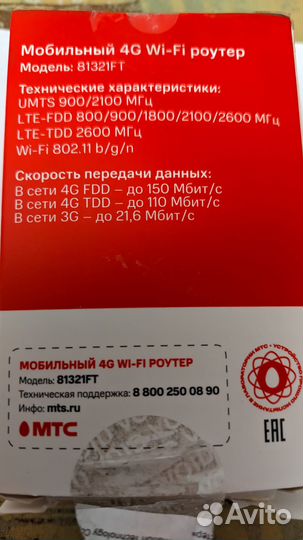 Мобильный 4G Wi-Fi роутер
Модель: 81321FT
Технические характеристики:
UMTS 900/2100 МГц
LTE-FDD 800/900/1800/2100/2600 МГц
LTE-TDD 2600 МГц
Wi-Fi 802.11 b/g/n
Скорость передачи данных:
В сети 4G FDD – до 150 Мбит/с
В сети 4G TDD – до 110 Мбит/с
В сети 3G – до 21,6 Мбит/с
МОБИЛЬНЫЙ 4G WI-FI РОУТЕР
Модель: 81321FT
Техническая поддержка: 8 800 250 08 90
Инфо: mts.ru
МТС
ЛАБОРАТОРИИ МТС • УСТРОЙСТВО
EAC
Avito